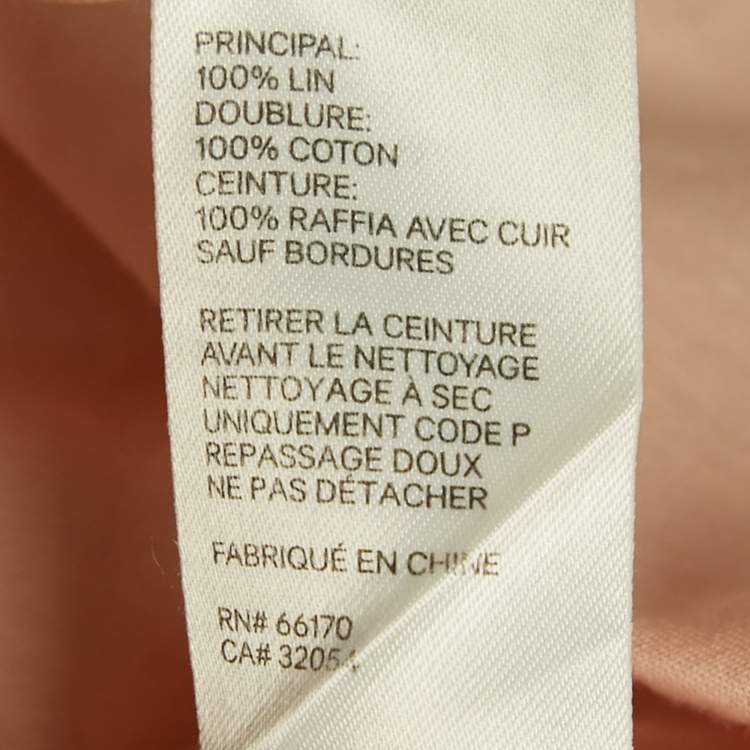 PRINCIPAL:
100% LIN
DOUBLURE:
100% COTON
CEINTURE:
100% RAFFIA AVEC CUIR
SAUF BORDURES
RETIRER LA CEINTURE
AVANT LE NETTOYAGE
NETTOYAGE À SEC
UNIQUEMENT CODE P
REPASSAGE DOUX
NE PAS DÉTACHER
FABRIQUÉ EN CHINE
RN# 66170
CA#